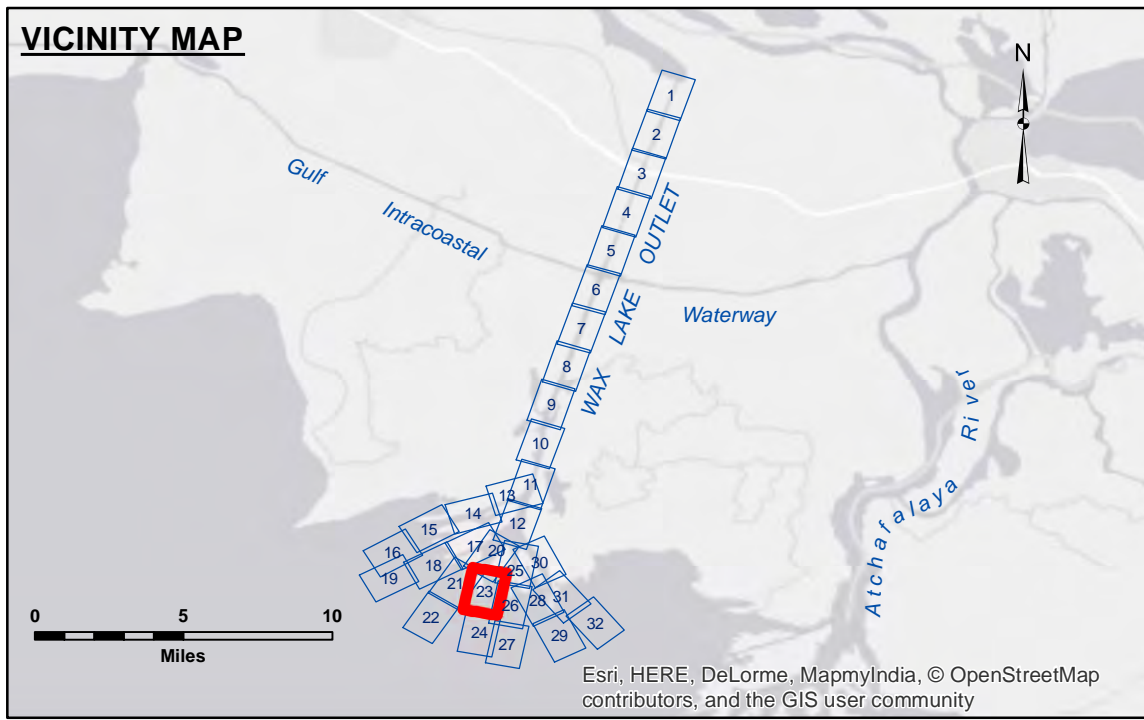 VICINITY MAP
N
1
2
3
4
5
6
7
8
9
10
11
13
12
14
15
16
17
20
18
19
25
30
21
23
22
26
28
31
24
27
29
32
Gulf
Intracoastal
Waterway
WAX LAKE OUTLET
Atchafalaya River
0 5 10
Miles
Esri, HERE, DeLorme, MapmyIndia, © OpenStreetMap
contributors, and the GIS user community